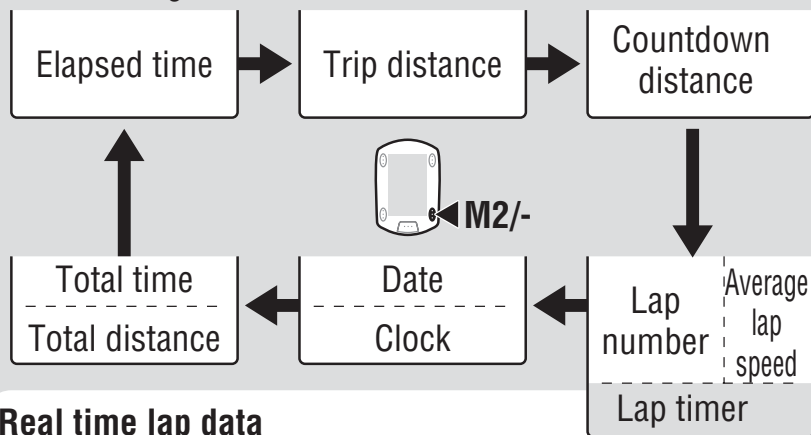 Elapsed time
Trip distance
Countdown
distance
M2/-
Total time
Total distance
Date
Clock
Lap
number
Average
lap
speed
Lap timer
Real time lap data